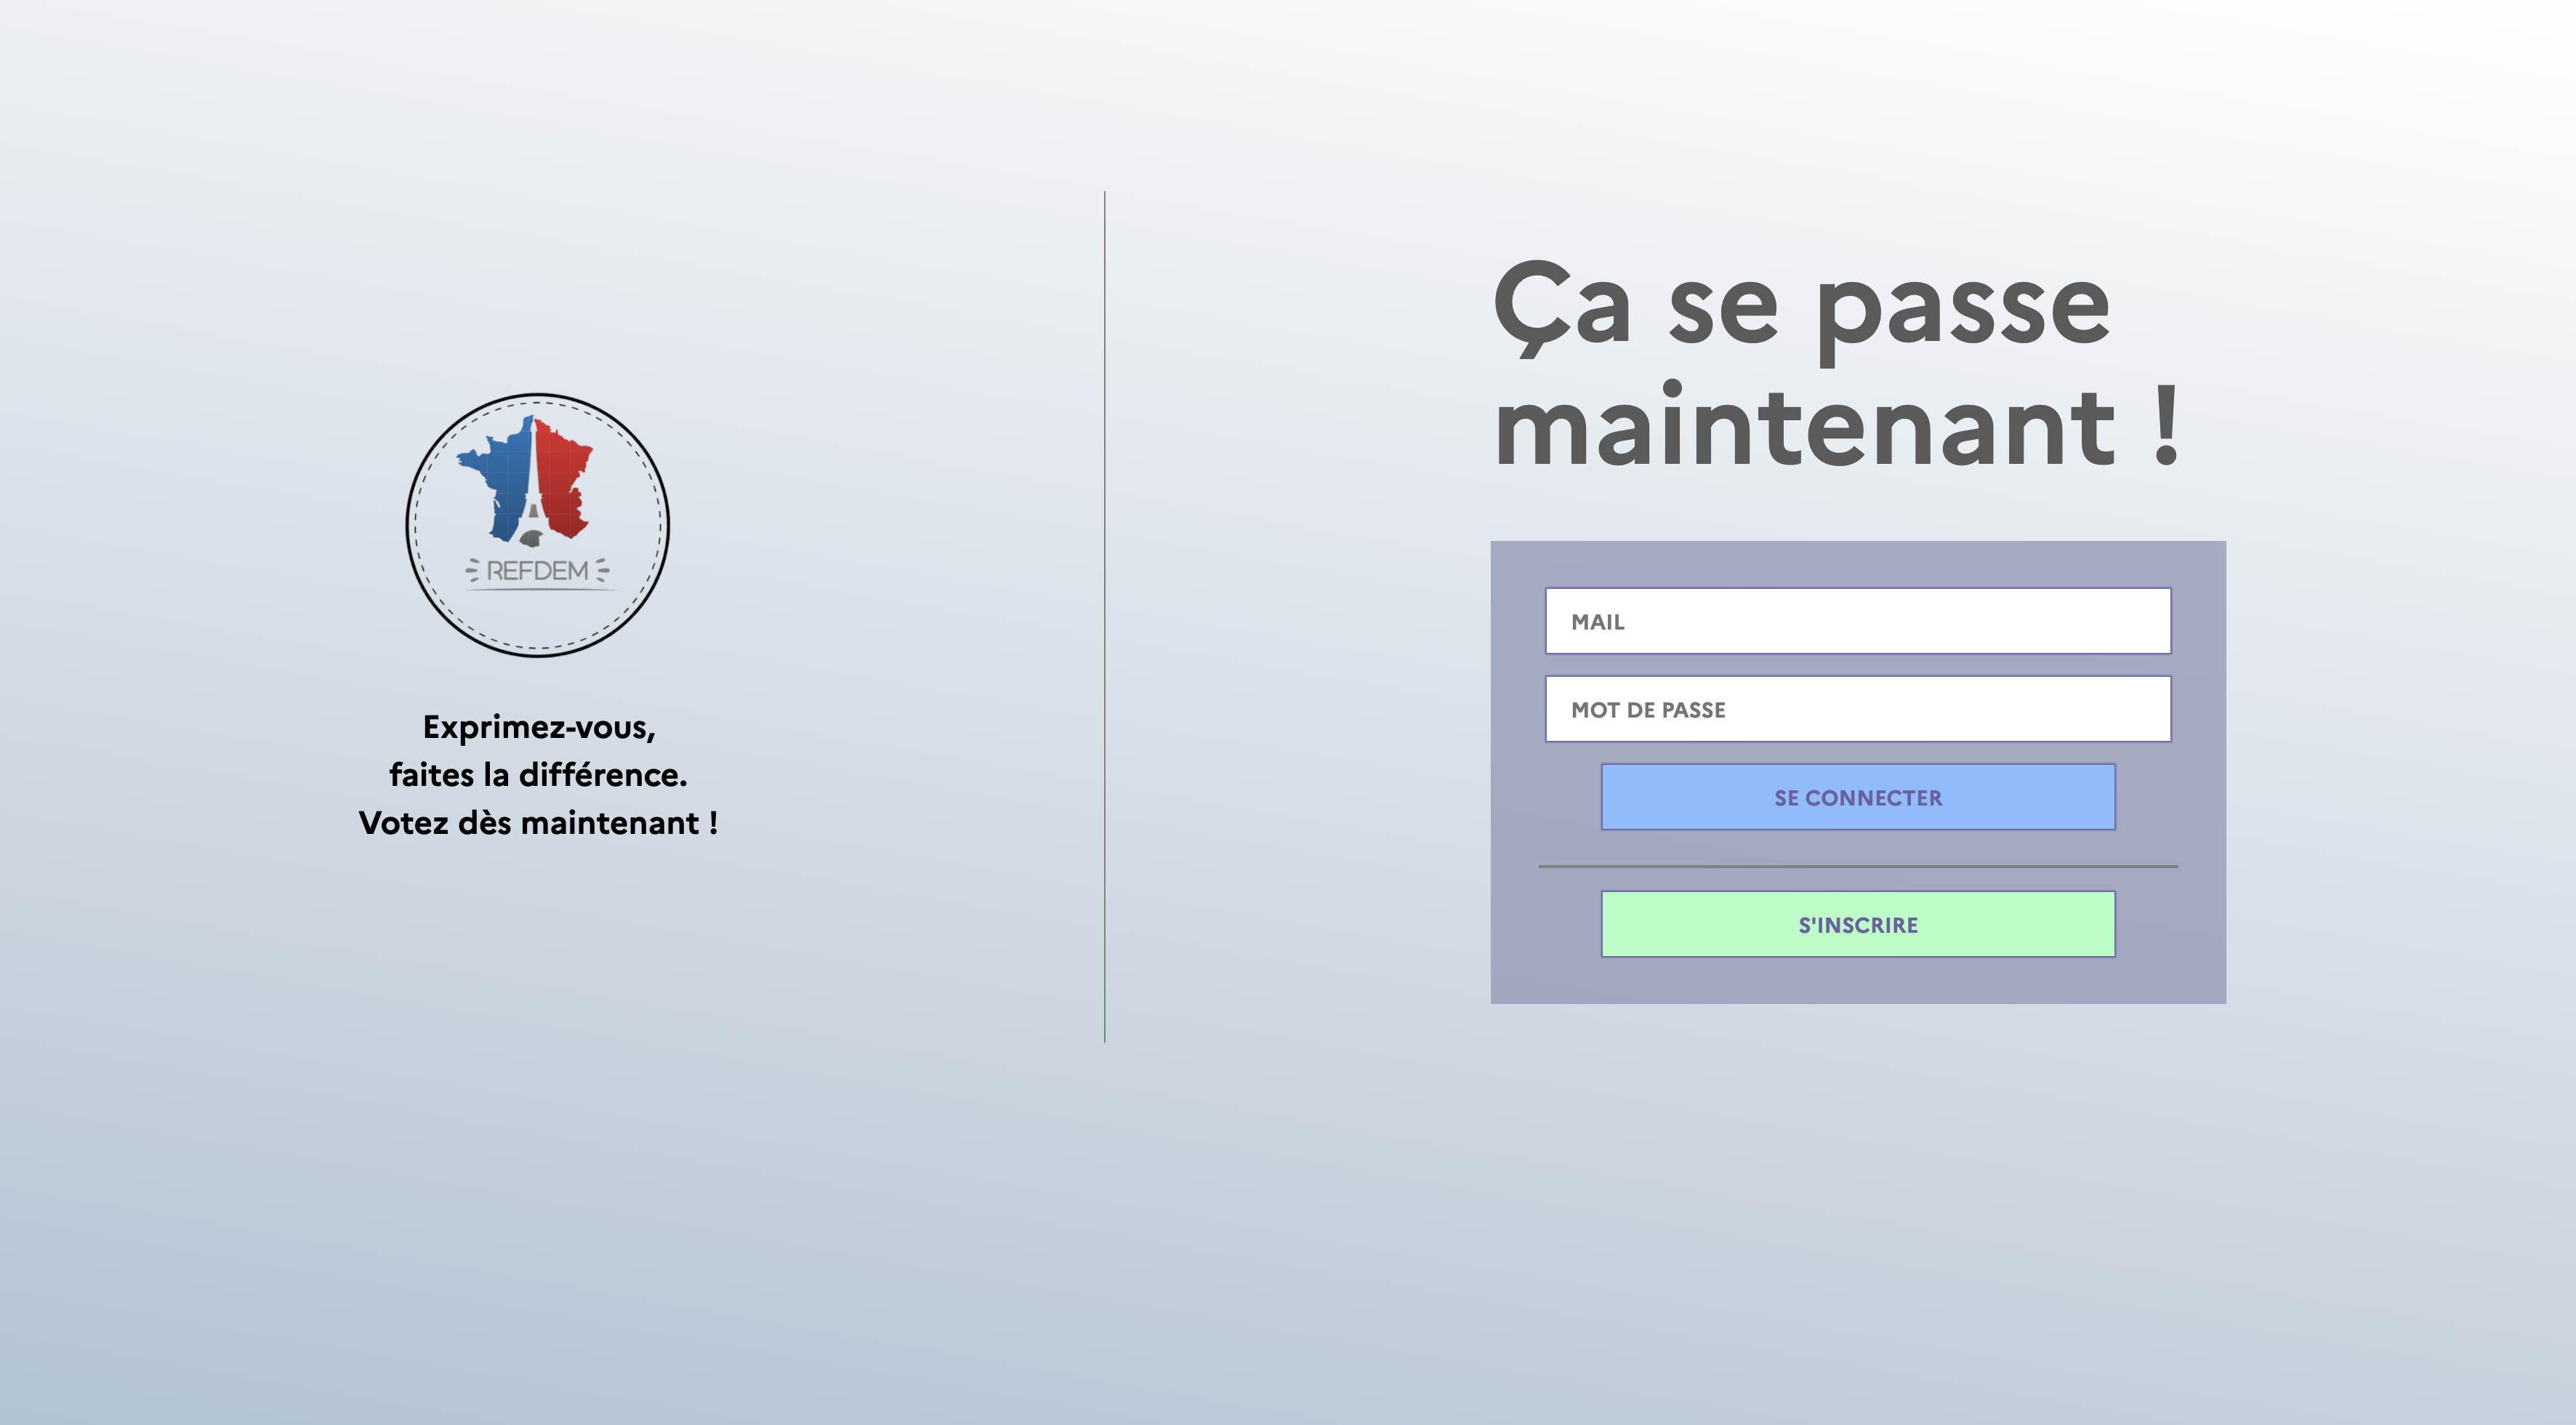 REFDEM
Exprimez-vous,
faites la différence.
Votez dès maintenant !
Ça se passe
maintenant !
MAIL
MOT DE PASSE
SE CONNECTER
S'INSCRIRE